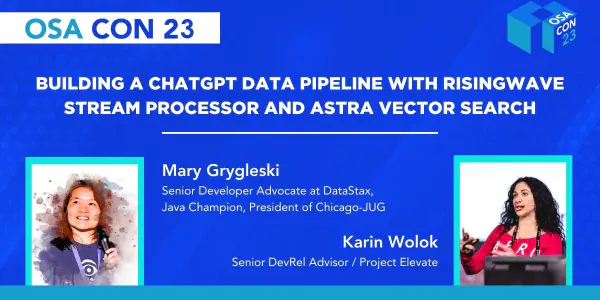 OSA CON 23
OSA
CON
23
BUILDING A CHATGPT DATA PIPELINE WITH RISINGWAVE
STREAM PROCESSOR AND ASTRA VECTOR SEARCH
Mary Grygleski
Senior Developer Advocate at DataStax,
Java Champion, President of Chicago-JUG
Karin Wolok
Senior DevRel Advisor / Project Elevate